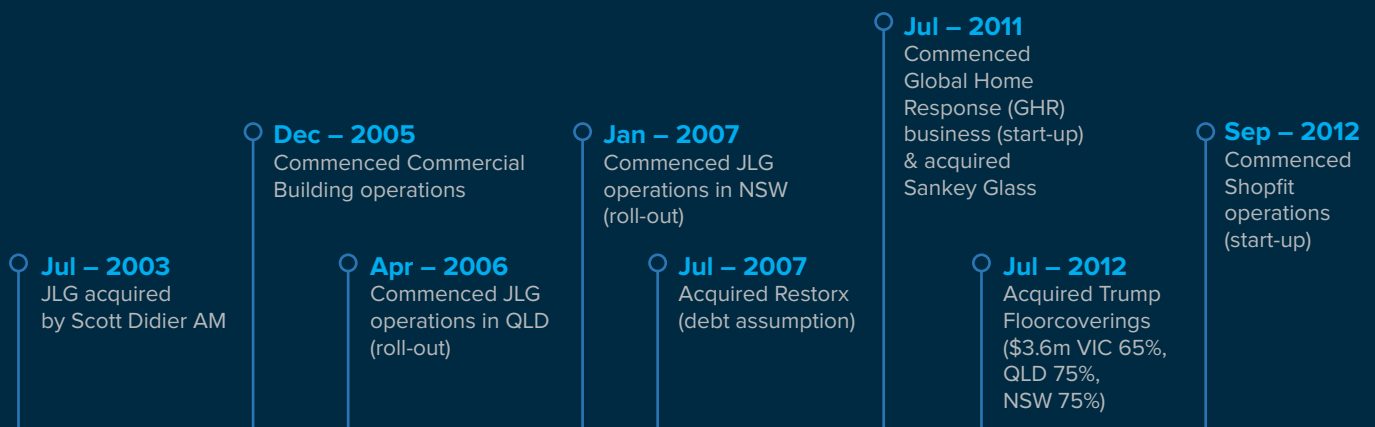 Jul – 2003
JLG acquired
by Scott Didier AM
Dec – 2005
Commenced Commercial
Building operations
Apr – 2006
Commenced JLG
operations in QLD
(roll-out)
Jan – 2007
Commenced JLG
operations in NSW
(roll-out)
Jul – 2007
Acquired Restorx
(debt assumption)
Jul – 2011
Commenced
Global Home
Response (GHR)
business (start-up)
& acquired
Sankey Glass
Jul – 2012
Acquired Trump
Floorcoverings
($3.6m VIC 65%,
QLD 75%,
NSW 75%)
Sep – 2012
Commenced
Shopfit
operations
(start-up)